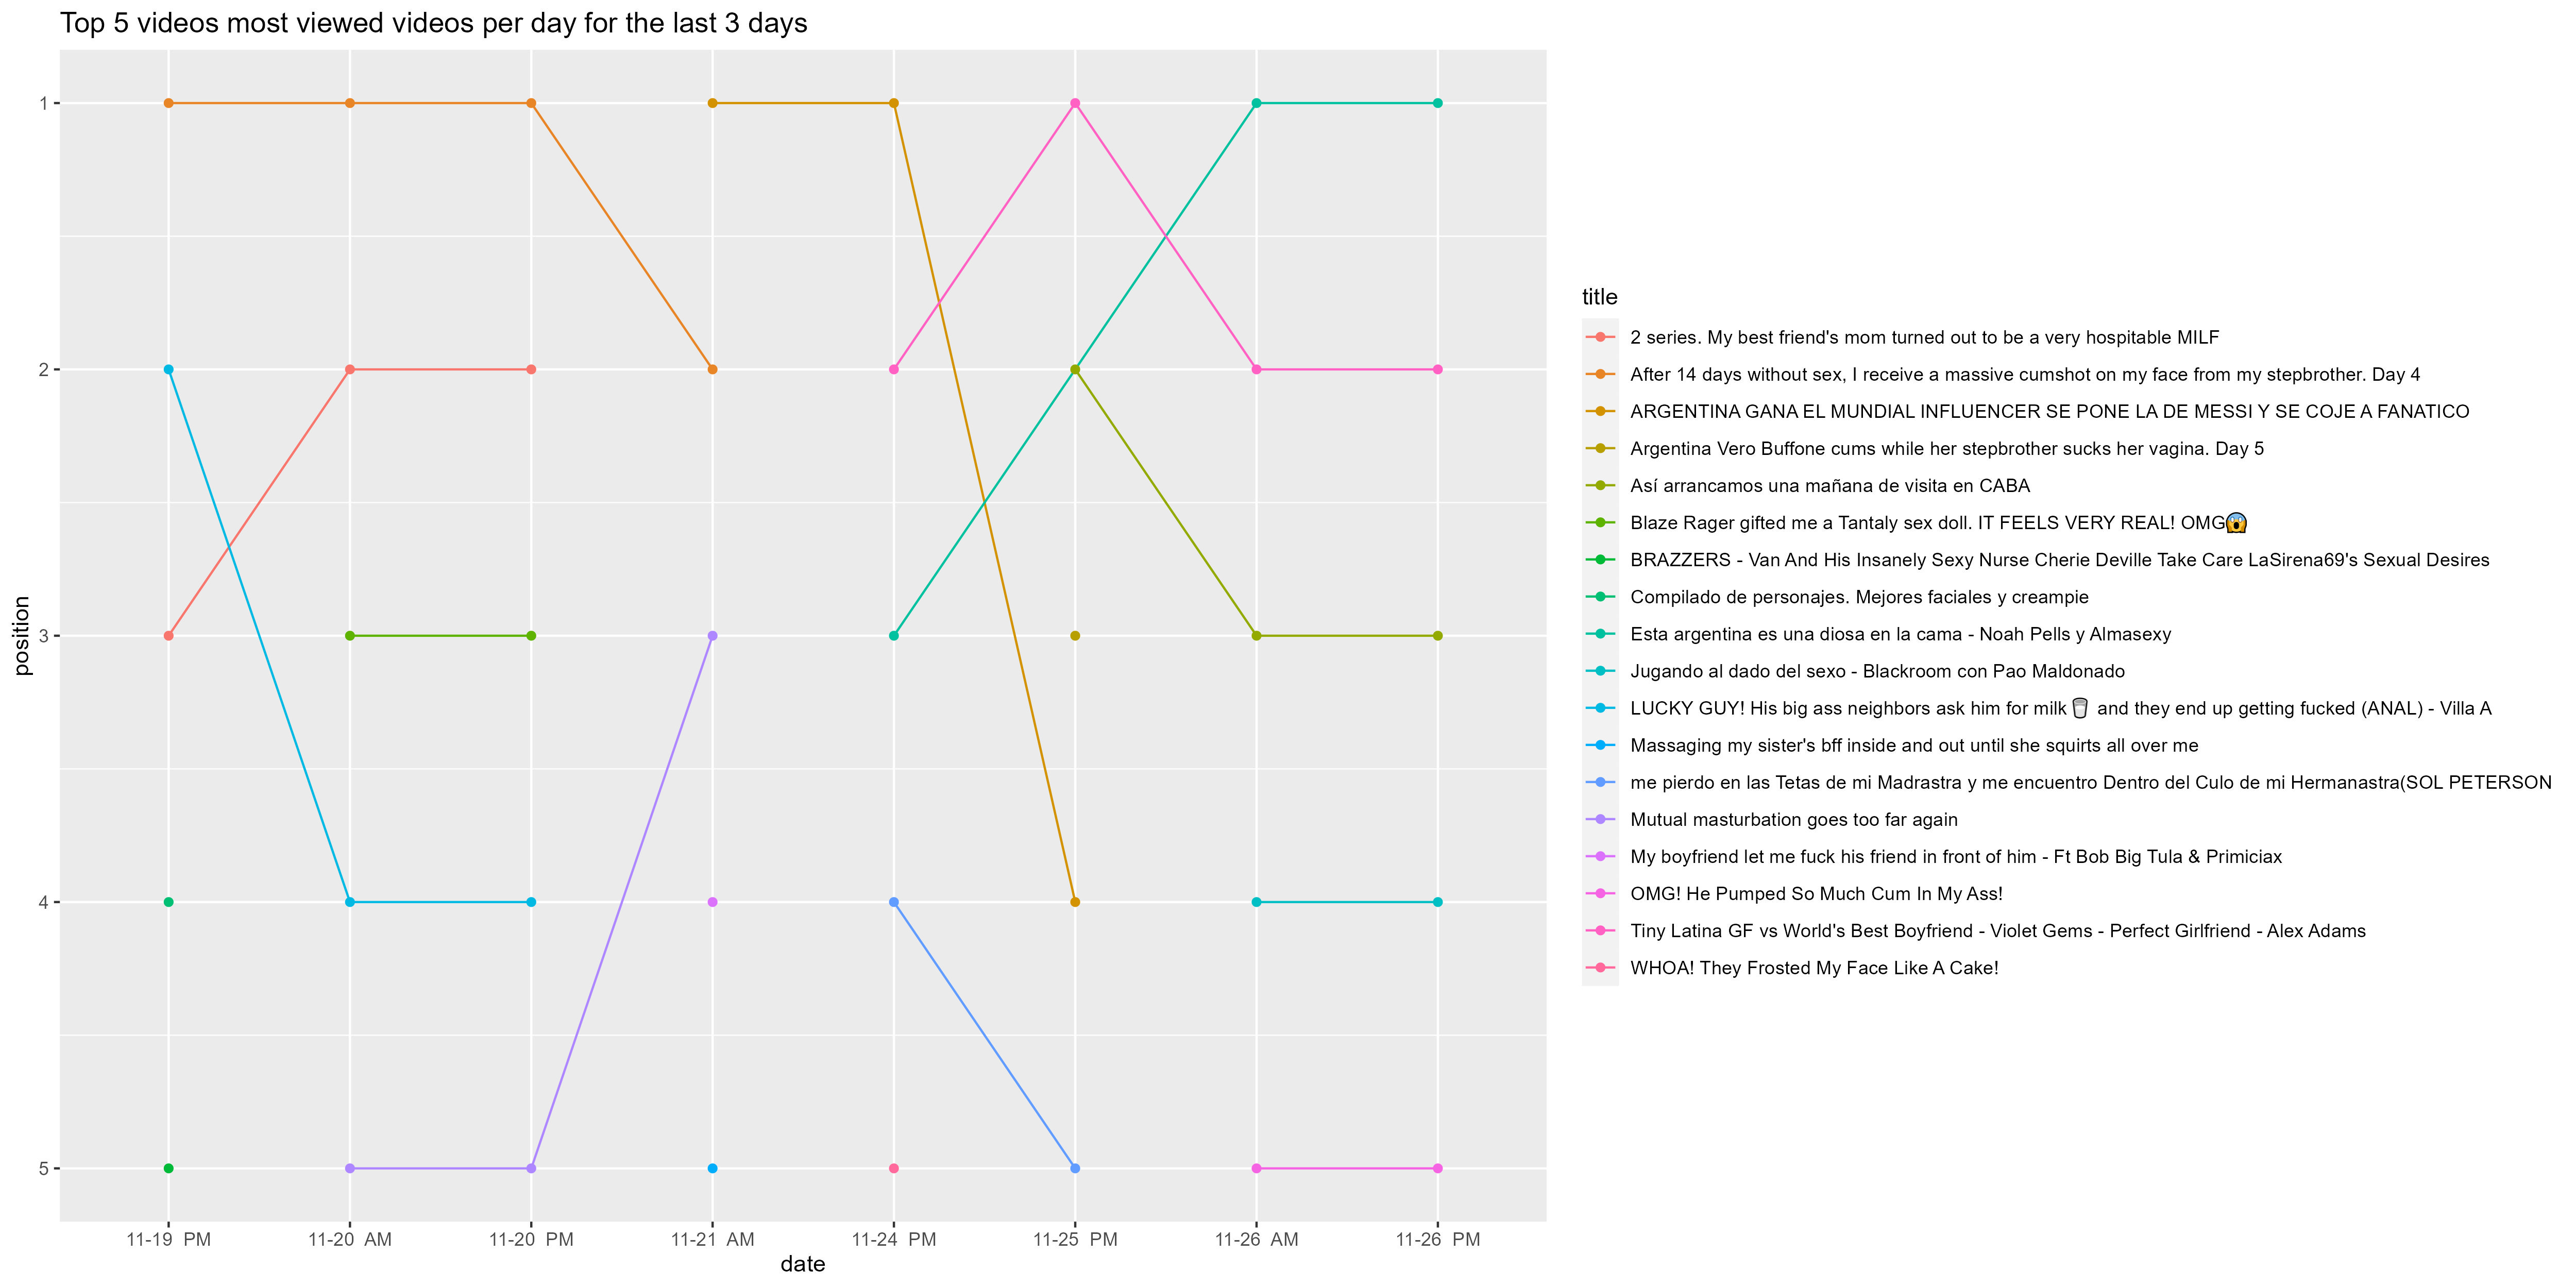 Top 5 videos most viewed videos per day for the last 3 days
position
1
2
3
4
5
11-19 PM
11-20 AM
11-20 PM
11-21 AM
11-24 PM
11-25 PM
11-26 AM
11-26 PM
date
title
2 series. My best friend's mom turned out to be a very hospitable MILF
After 14 days without sex, I receive a massive cumshot on my face from my stepbrother. Day 4
ARGENTINA GANA EL MUNDIAL INFLUENCER SE PONE LA DE MESSI Y SE COJE A FANATICO
Argentina Vero Buffone cums while her stepbrother sucks her vagina. Day 5
Así arrancamos una mañana de visita en CABA
Blaze Rager gifted me a Tantaly sex doll. IT FEELS VERY REAL! OMG😱
BRAZZERS - Van And His Insanely Sexy Nurse Cherie Deville Take Care LaSirena69's Sexual Desires
Compilado de personajes. Mejores faciales y creampie
Esta argentina es una diosa en la cama - Noah Pells y Almasexy
Jugando al dado del sexo - Blackroom con Pao Maldonado
LUCKY GUY! His big ass neighbors ask him for milk🥛 and they end up getting fucked (ANAL) - Villa A
Massaging my sister's bff inside and out until she squirts all over me
me pierdo en las Tetas de mi Madrastra y me encuentro Dentro del Culo de mi Hermanastra(SOL PETERSON
Mutual masturbation goes too far again
My boyfriend let me fuck his friend in front of him - Ft Bob Big Tula & Primiciax
OMG! He Pumped So Much Cum In My Ass!
Tiny Latina GF vs World's Best Boyfriend - Violet Gems - Perfect Girlfriend - Alex Adams
WHOA! They Frosted My Face Like A Cake!